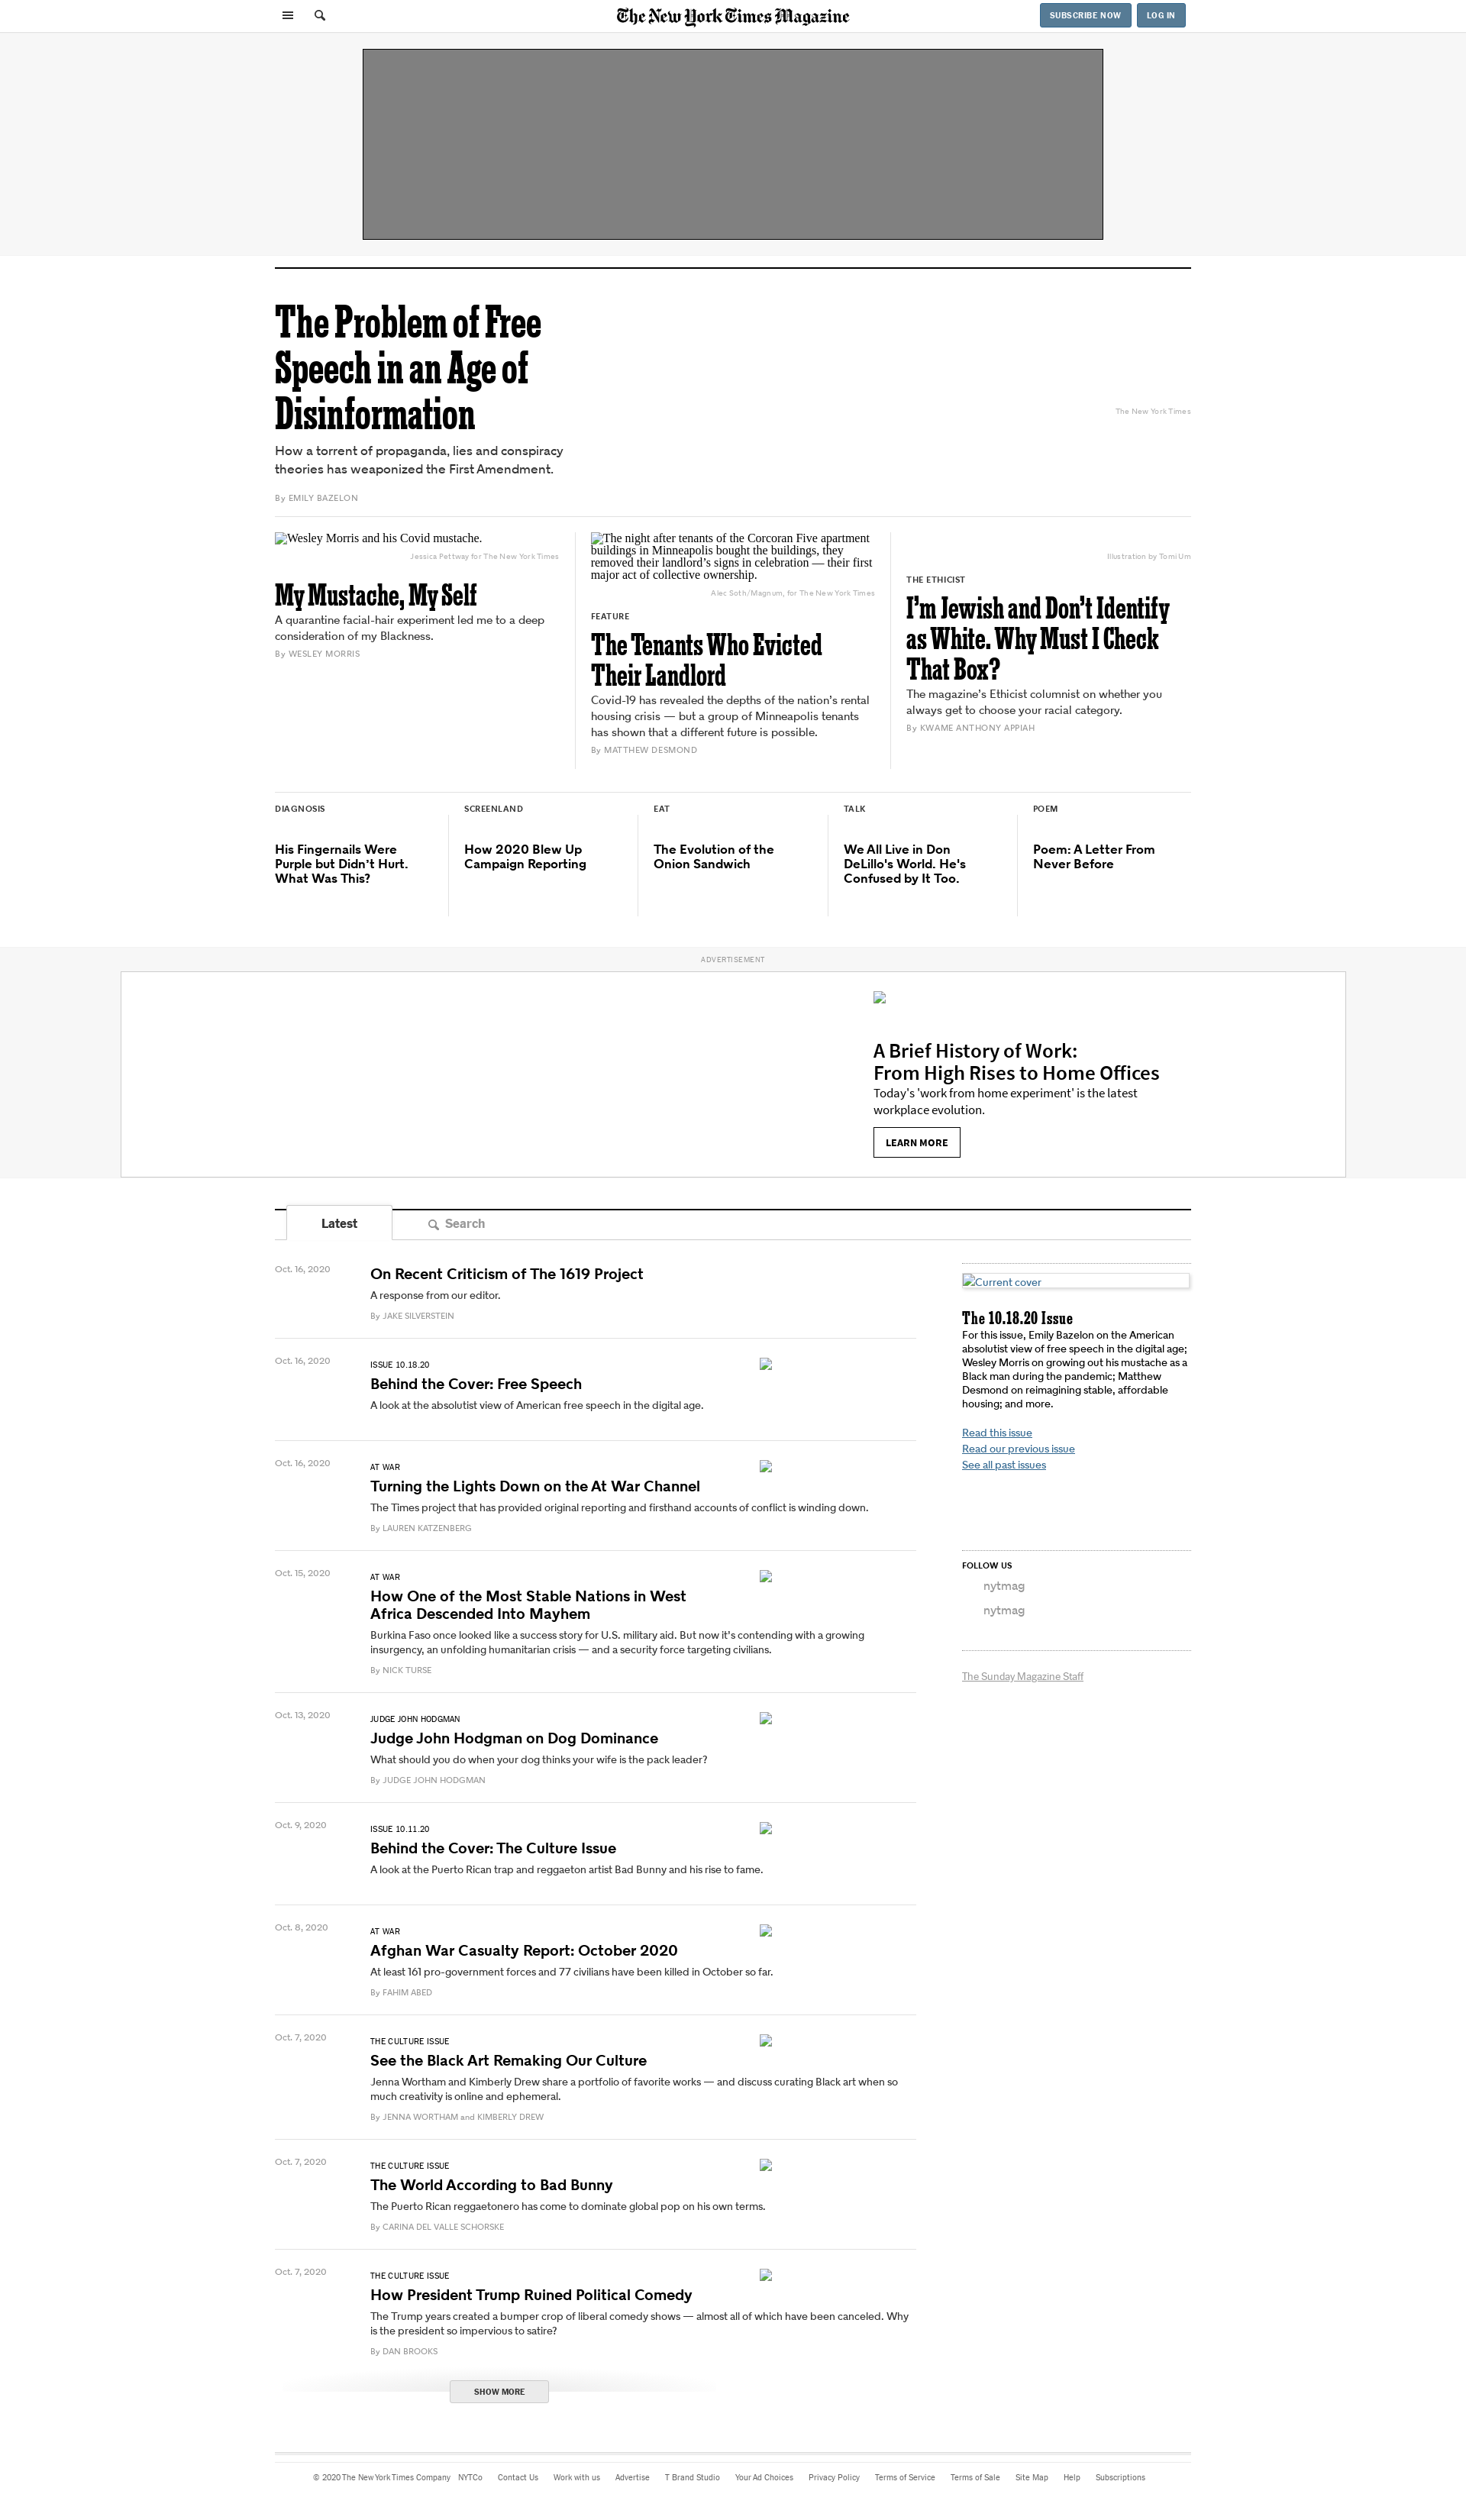 The New York Times Magazine
SUBSCRIBE NOW
LOG IN
The Problem of Free
Speech in an Age of
Disinformation
The New York Times
How a torrent of propaganda, lies and conspiracy
theories has weaponized the First Amendment.
By EMILY BAZELON
Wesley Morris and his Covid mustache.
Jessica Pettway for The New York Times
My Mustache, My Self
A quarantine facial-hair experiment led me to a deep
consideration of my Blackness.
By WESLEY MORRIS
The night after tenants of the Corcoran Five apartment
buildings in Minneapolis bought the buildings, they
removed their landlord’s signs in celebration — their first
major act of collective ownership.
Alec Soth/Magnum, for The New York Times
FEATURE
The Tenants Who Evicted
Their Landlord
Covid-19 has revealed the depths of the nation’s rental
housing crisis — but a group of Minneapolis tenants
has shown that a different future is possible.
By MATTHEW DESMOND
Illustration by Tomi Um
THE ETHICIST
I’m Jewish and Don’t Identify
as White. Why Must I Check
That Box?
The magazine’s Ethicist columnist on whether you
always get to choose your racial category.
By KWAME ANTHONY APPIAH
DIAGNOSIS
His Fingernails Were
Purple but Didn’t Hurt.
What Was This?
SCREENLAND
How 2020 Blew Up
Campaign Reporting
EAT
The Evolution of the
Onion Sandwich
TALK
We All Live in Don
DeLillo's World. He's
Confused by It Too.
POEM
Poem: A Letter From
Never Before
ADVERTISEMENT
A Brief History of Work:
From High Rises to Home Offices
Today's 'work from home experiment' is the latest
workplace evolution.
LEARN MORE
Latest
Search
Oct. 16, 2020
On Recent Criticism of The 1619 Project
A response from our editor.
By JAKE SILVERSTEIN
Oct. 16, 2020
ISSUE 10.18.20
Behind the Cover: Free Speech
A look at the absolutist view of American free speech in the digital age.
Oct. 16, 2020
AT WAR
Turning the Lights Down on the At War Channel
The Times project that has provided original reporting and firsthand accounts of conflict is winding down.
By LAUREN KATZENBERG
Oct. 15, 2020
AT WAR
How One of the Most Stable Nations in West
Africa Descended Into Mayhem
Burkina Faso once looked like a success story for U.S. military aid. But now it’s contending with a growing
insurgency, an unfolding humanitarian crisis — and a security force targeting civilians.
By NICK TURSE
Oct. 13, 2020
JUDGE JOHN HODGMAN
Judge John Hodgman on Dog Dominance
What should you do when your dog thinks your wife is the pack leader?
By JUDGE JOHN HODGMAN
Oct. 9, 2020
ISSUE 10.11.20
Behind the Cover: The Culture Issue
A look at the Puerto Rican trap and reggaeton artist Bad Bunny and his rise to fame.
Oct. 8, 2020
AT WAR
Afghan War Casualty Report: October 2020
At least 161 pro-government forces and 77 civilians have been killed in October so far.
By FAHIM ABED
Oct. 7, 2020
THE CULTURE ISSUE
See the Black Art Remaking Our Culture
Jenna Wortham and Kimberly Drew share a portfolio of favorite works — and discuss curating Black art when so
much creativity is online and ephemeral.
By JENNA WORTHAM and KIMBERLY DREW
Oct. 7, 2020
THE CULTURE ISSUE
The World According to Bad Bunny
The Puerto Rican reggaetonero has come to dominate global pop on his own terms.
By CARINA DEL VALLE SCHORSKE
Oct. 7, 2020
THE CULTURE ISSUE
How President Trump Ruined Political Comedy
The Trump years created a bumper crop of liberal comedy shows — almost all of which have been canceled. Why
is the president so impervious to satire?
By DAN BROOKS
SHOW MORE
Current cover
The 10.18.20 Issue
For this issue, Emily Bazelon on the American
absolutist view of free speech in the digital age;
Wesley Morris on growing out his mustache as a
Black man during the pandemic; Matthew
Desmond on reimagining stable, affordable
housing; and more.
Read this issue
Read our previous issue
See all past issues
FOLLOW US
nytmag
nytmag
The Sunday Magazine Staff
© 2020 The New York Times Company NYTCo Contact Us Work with us Advertise T Brand Studio Your Ad Choices Privacy Policy Terms of Service Terms of Sale Site Map Help Subscriptions